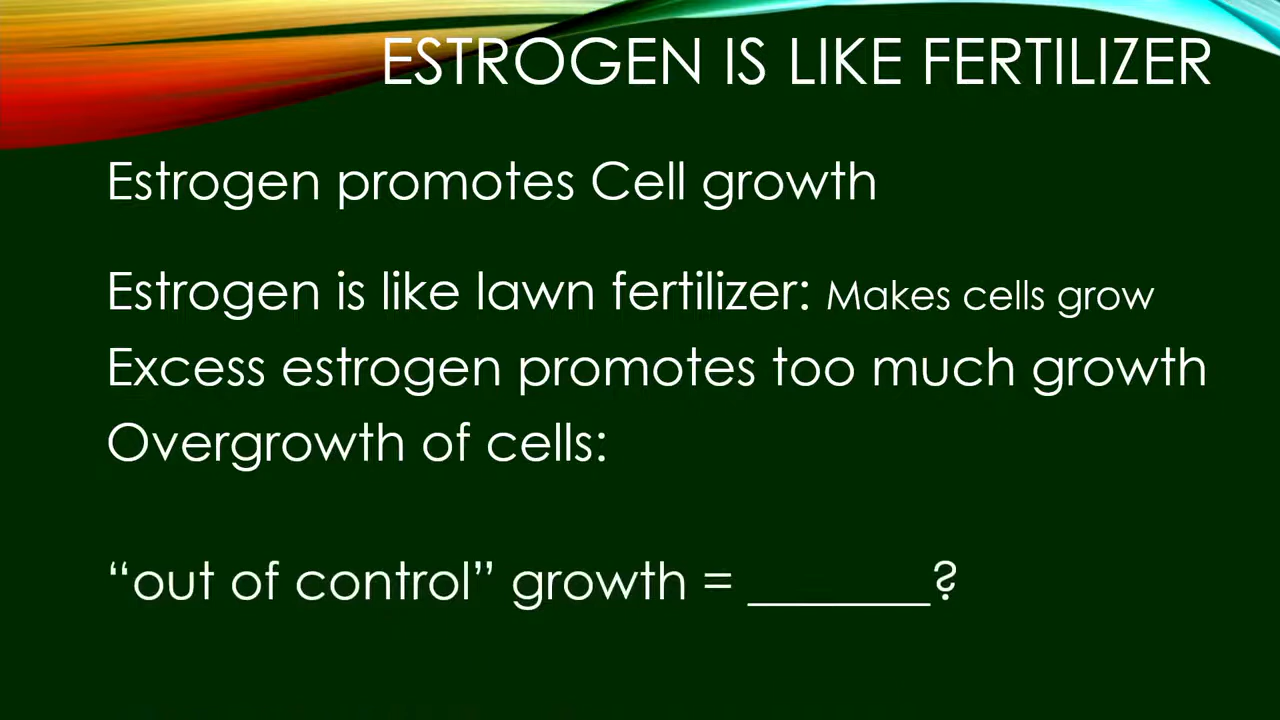 ESTROGEN IS LIKE FERTILIZER
Estrogen promotes Cell growth
Estrogen is like lawn fertilizer: Makes cells grow
Excess estrogen promotes too much growth
Overgrowth of cells:
“out of control” growth = _______?